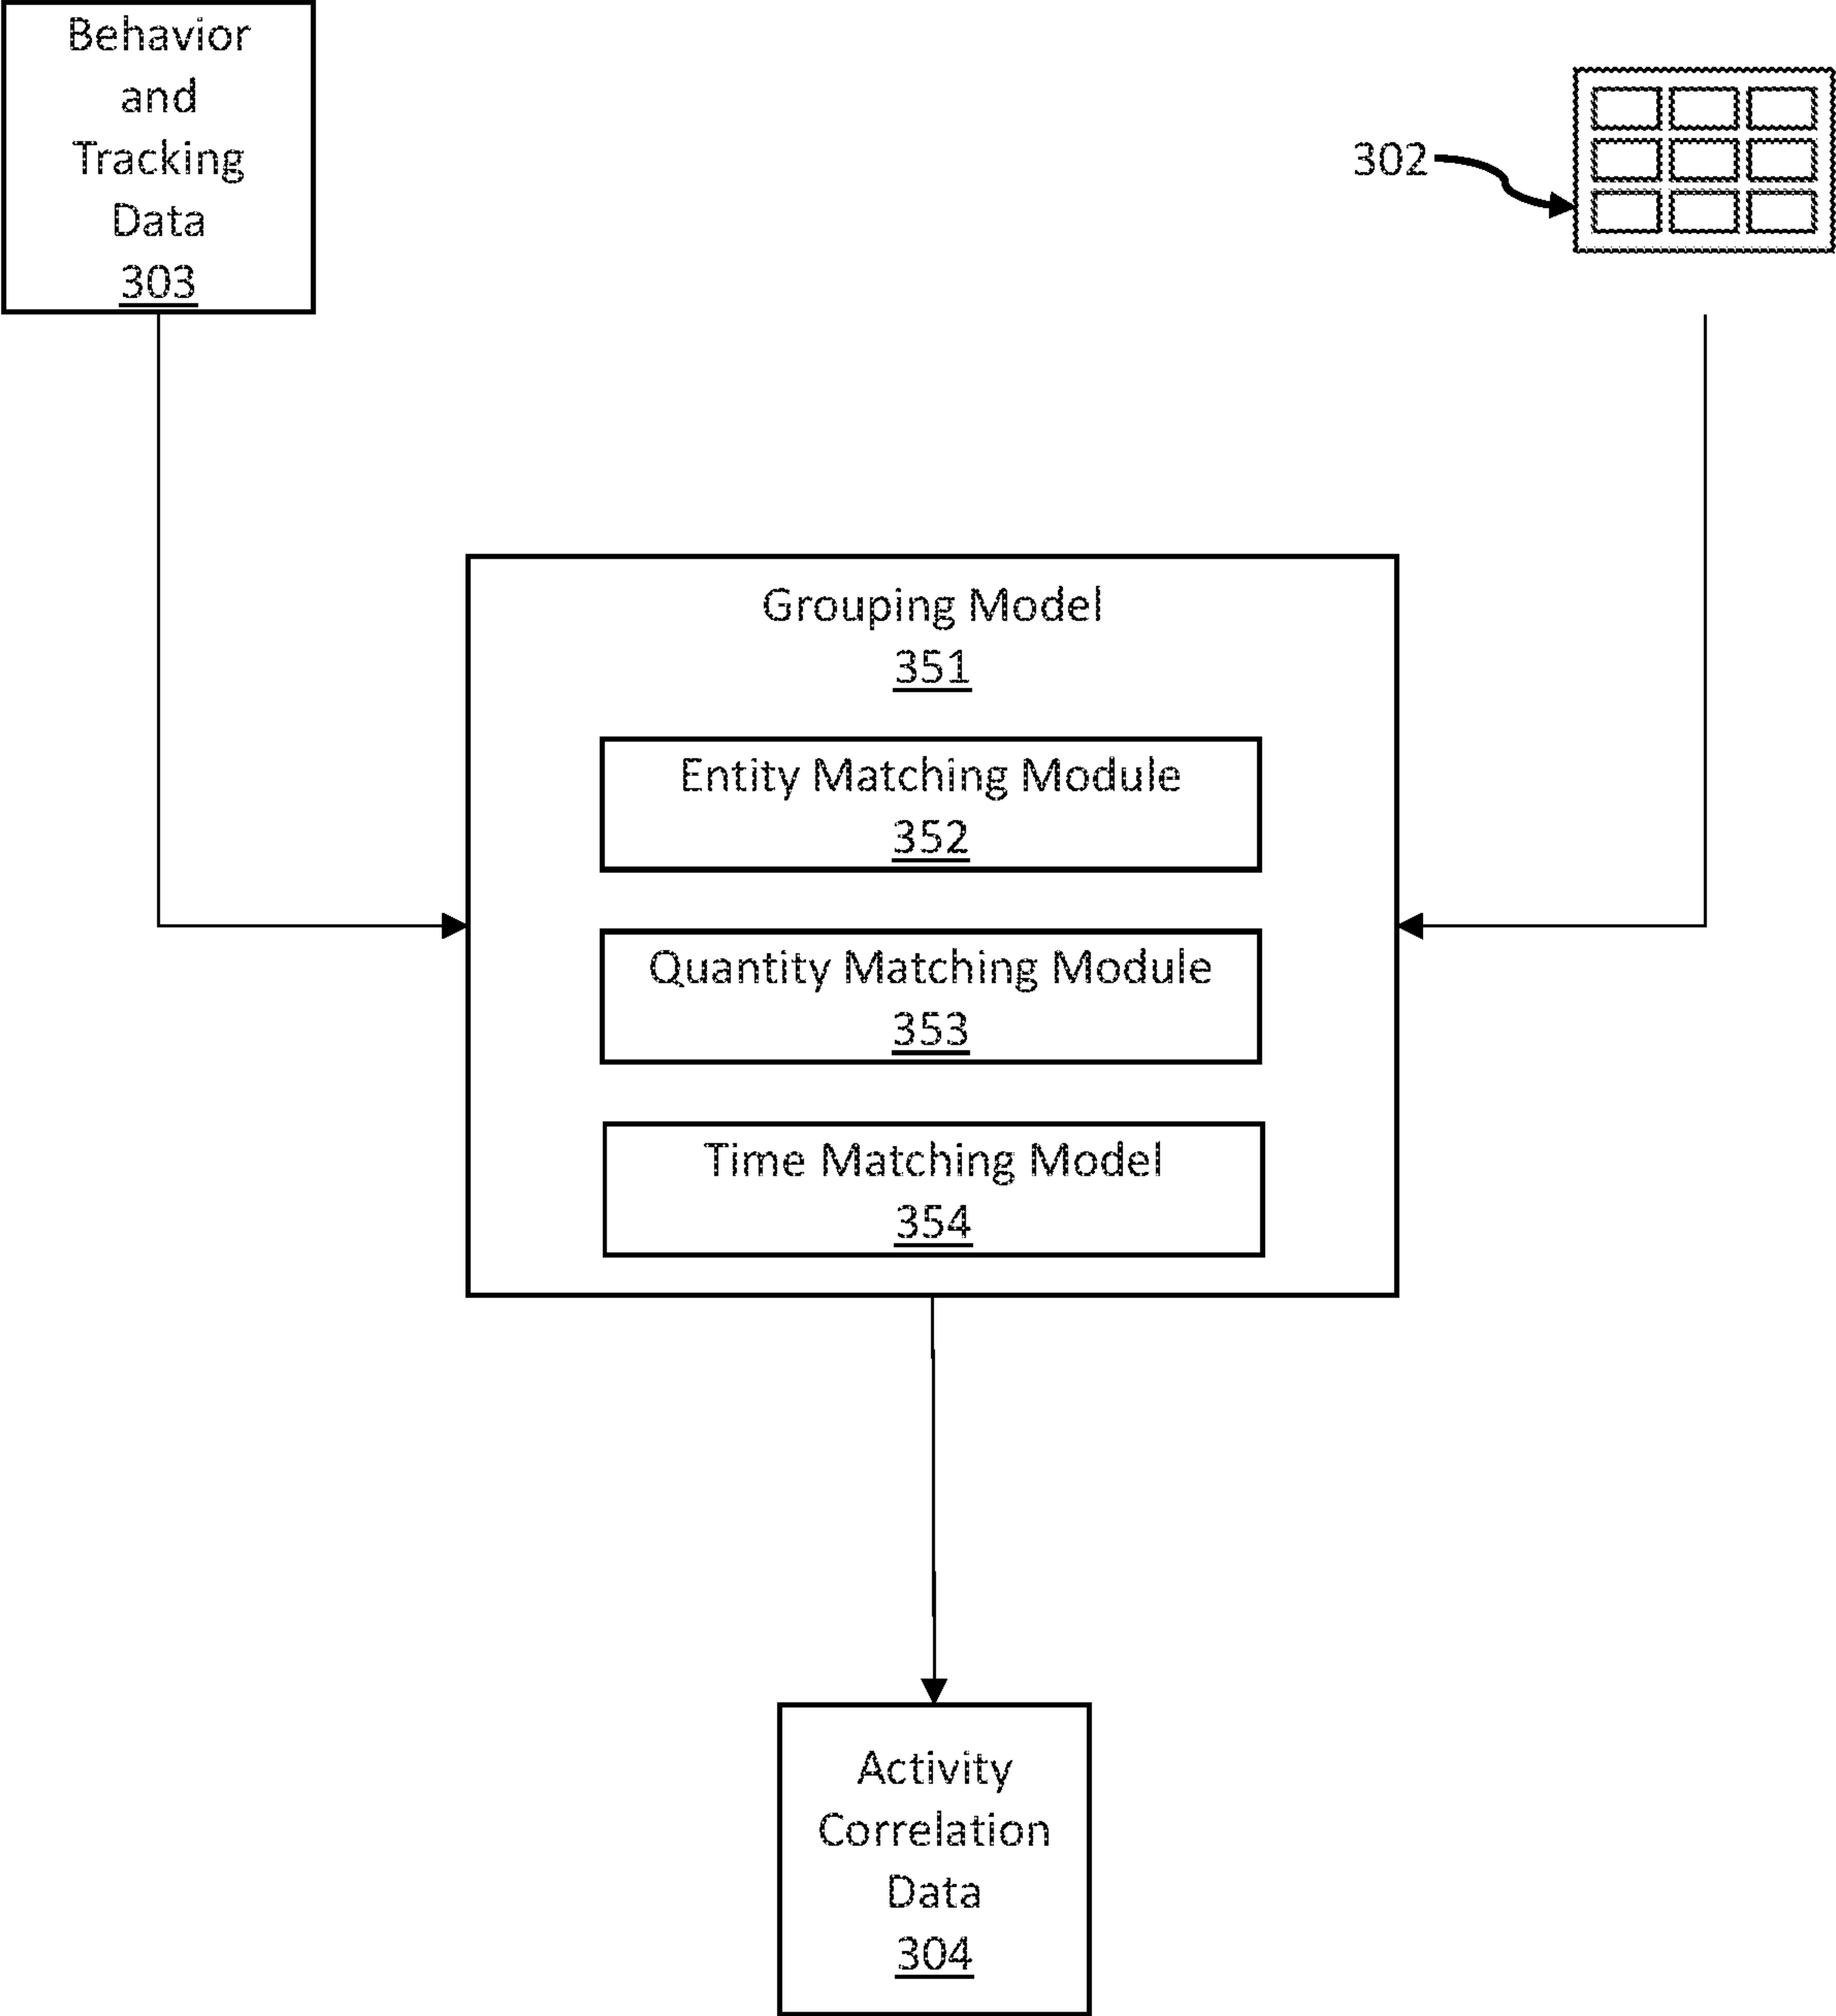 Behavior
and
Tracking
Data
303
302
Grouping Model
351
Entity Matching Module
352
Quantity Matching Module
353
Time Matching Model
354
Activity
Correlation
Data
304